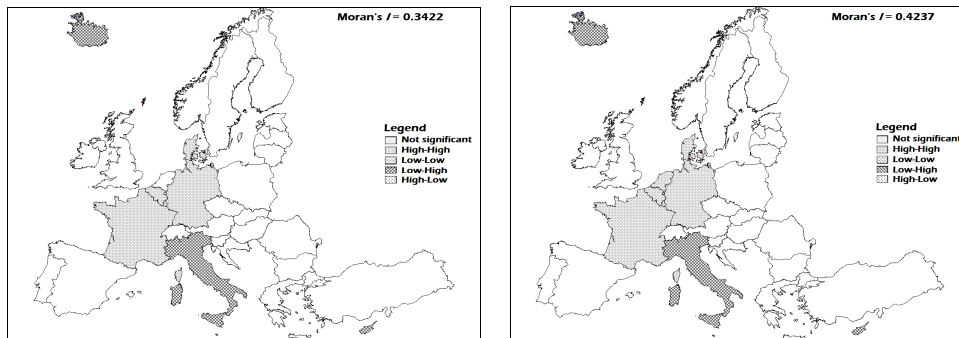 Moran's I = 0.3422
Legend
Not significant
High-High
Low-Low
Low-High
High-Low
Moran's I = 0.4237
Legend
Not significant
High-High
Low-Low
Low-High
High-Low